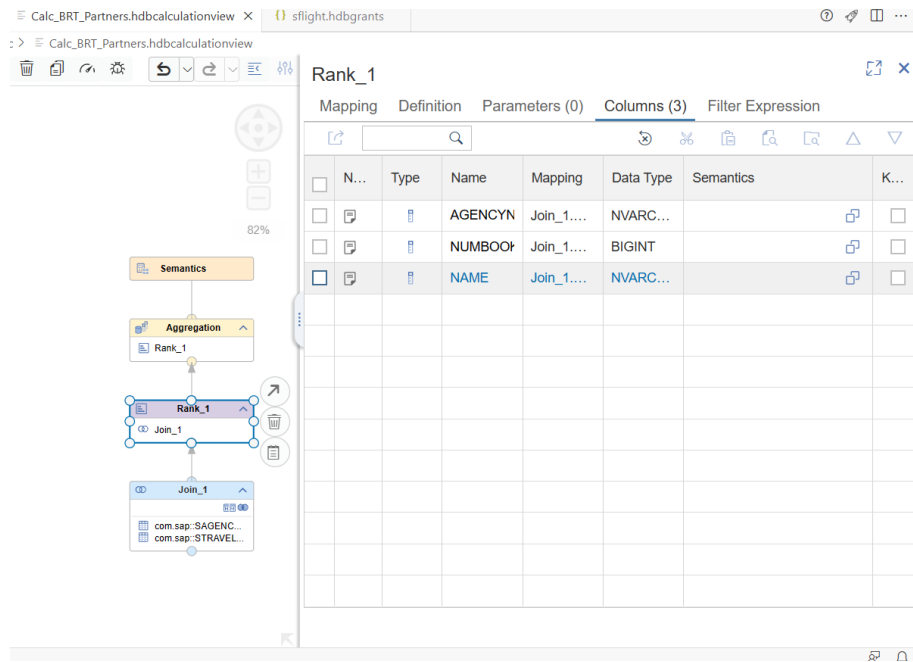 Calc_BRT_Partners.hdbcalculationview
sflight.hdbgrants
Calc_BRT_Partners.hdbcalculationview
Rank_1
Mapping Definition Parameters (0) Columns (3) Filter Expression
N... Type Name Mapping Data Type Semantics K...
AGENCYN Join_1.... NVARC...
NUMBOOK Join_1.... BIGINT
NAME Join_1.... NVARC...
82%
Semantics
Aggregation
Rank_1
Rank_1
Join_1
Join_1
com.sap::SAGENC...
com.sap::STRAVEL...